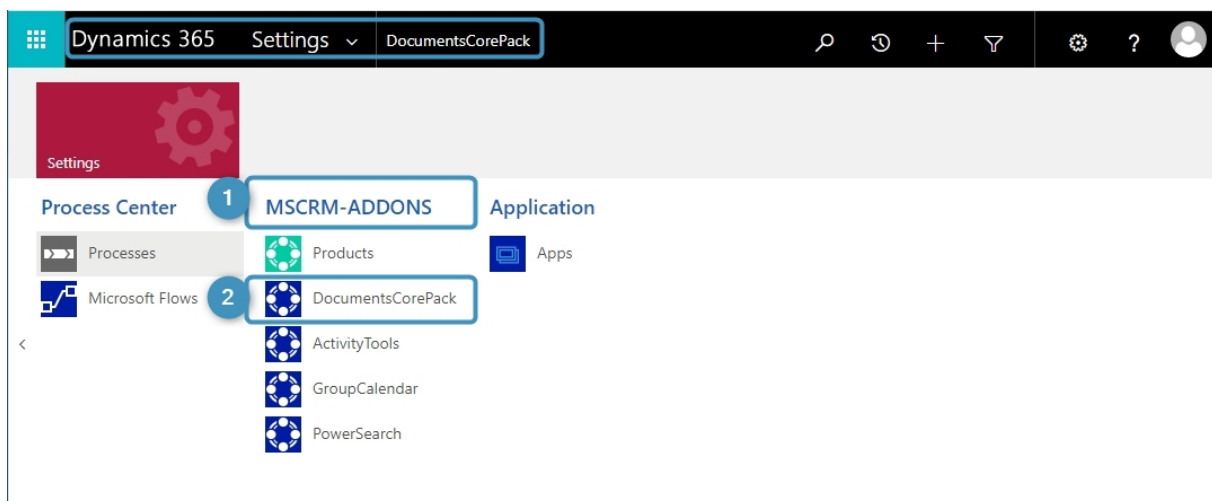 Dynamics 365 Settings DocumentsCorePack ?
Settings
Process Center 1 MSCRM-ADDONS Application
Processes Products Apps
Microsoft Flows 2 DocumentsCorePack
ActivityTools
GroupCalendar
PowerSearch